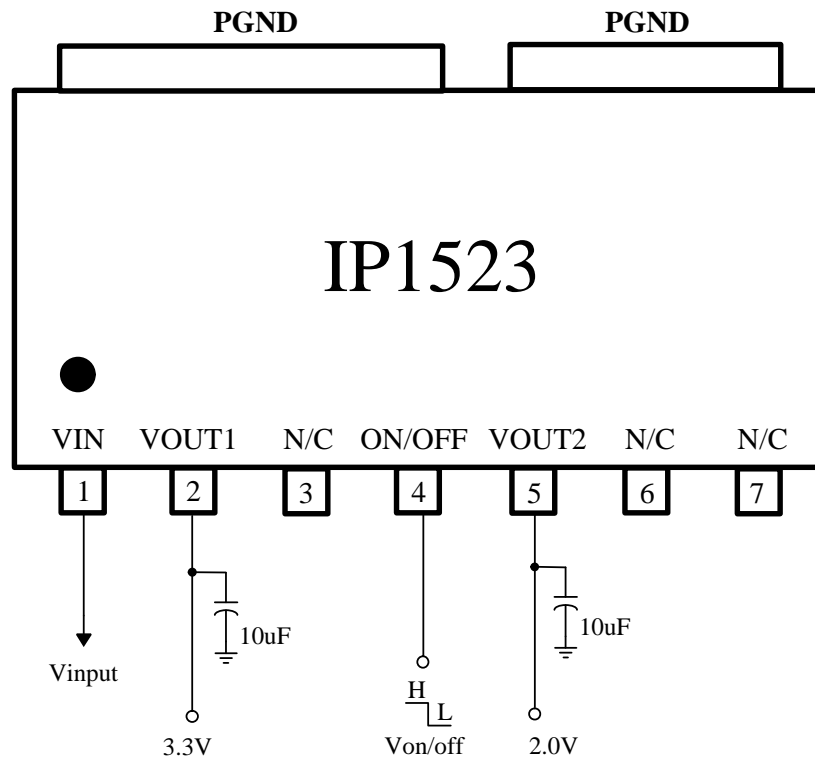 PGND PGND
IP1523
VIN VOUT1 N/C ON/OFF VOUT2 N/C N/C
1 2 3 4 5 6 7
10uF 10uF
Vinput
H
L
3.3V Von/off 2.0V